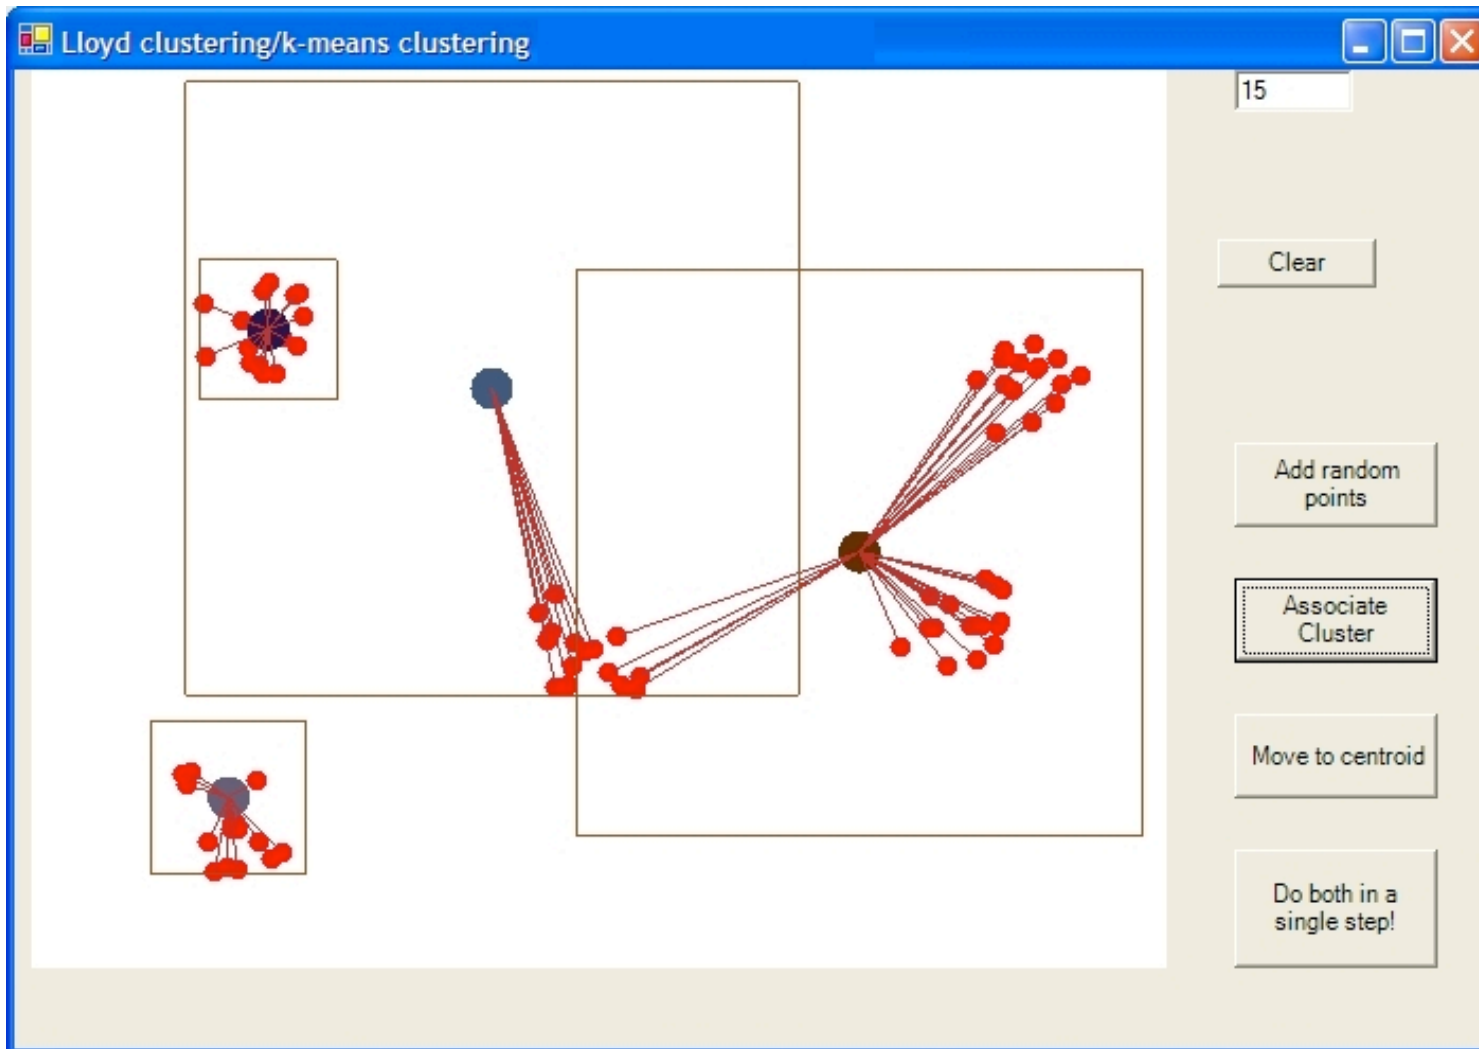 Lloyd clustering/k-means clustering
15
Clear
Add random
points
Associate
Cluster
Move to centroid
Do both in a
single step!